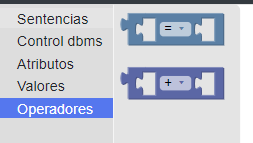 Sentencias
Control dbms
Atributos
Valores
Operadores
=
+